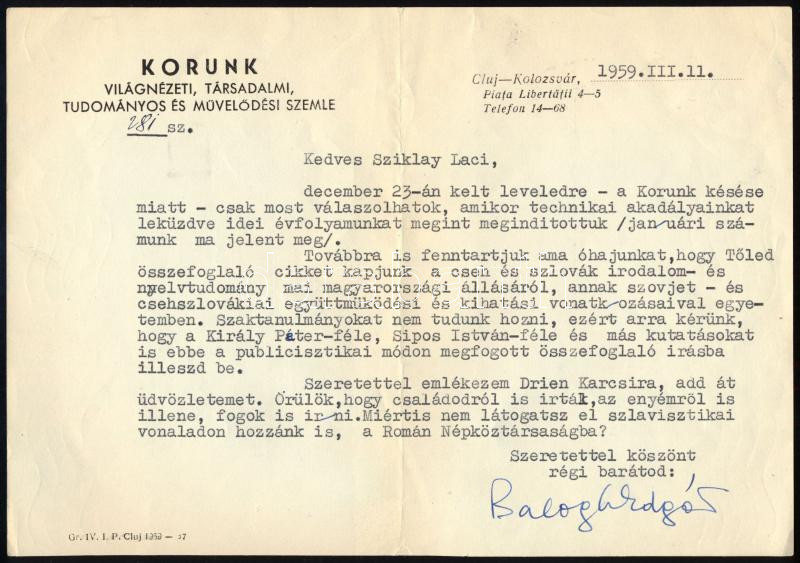 KORUNK
VILÁGNÉZETI, TÁRSADALMI,
TUDOMÁNYOS ÉS MŰVELŐDÉSI SZEMLE
281 sz.
Cluj—Kolozsvár, 1959.III.11.
Piața Libertății 4—5
Telefon 14—68
Kedves Sziklay Laci,
december 23-án kelt leveledre - a Korunk késése
miatt - csak most válaszolhatok, amikor technikai akadályainkat
leküzdve idei évfolyamunkat megint meginditottuk /januári szá-
munk ma jelent meg/.
Továbbra is fenntartjuk ama óhajunkat,hogy Tőled
összefoglaló cikket kapjunk a cseh és szlovák irodalom- és
nyelvtudomány mai magyarországi állásáról, annak szovjet - és
csehszlovákiai együttmüködési és kihatási vonatkozásaival egye-
temben. Szaktanulmányokat nem tudunk hozni, ezért arra kérünk,
hogy a Király Páter-féle, Sipos István-féle és más kutatásokat
is ebbe a publicisztikai módon megfogott összefoglaló irásba
illeszd be.
Szeretettel emlékezem Drien Karcsira, add át
üdvözletemet. Örülök,hogy családodról is irták,az enyémről is
illene, fogok is irni.Miértis nem látogatsz el szlavisztikai
vonaladon hozzánk is, a Román Népköztársaságba?
Szeretettel köszönt
régi barátod:
Balogh Edgár
Gr. IV. I. P. Cluj 1959 — 37